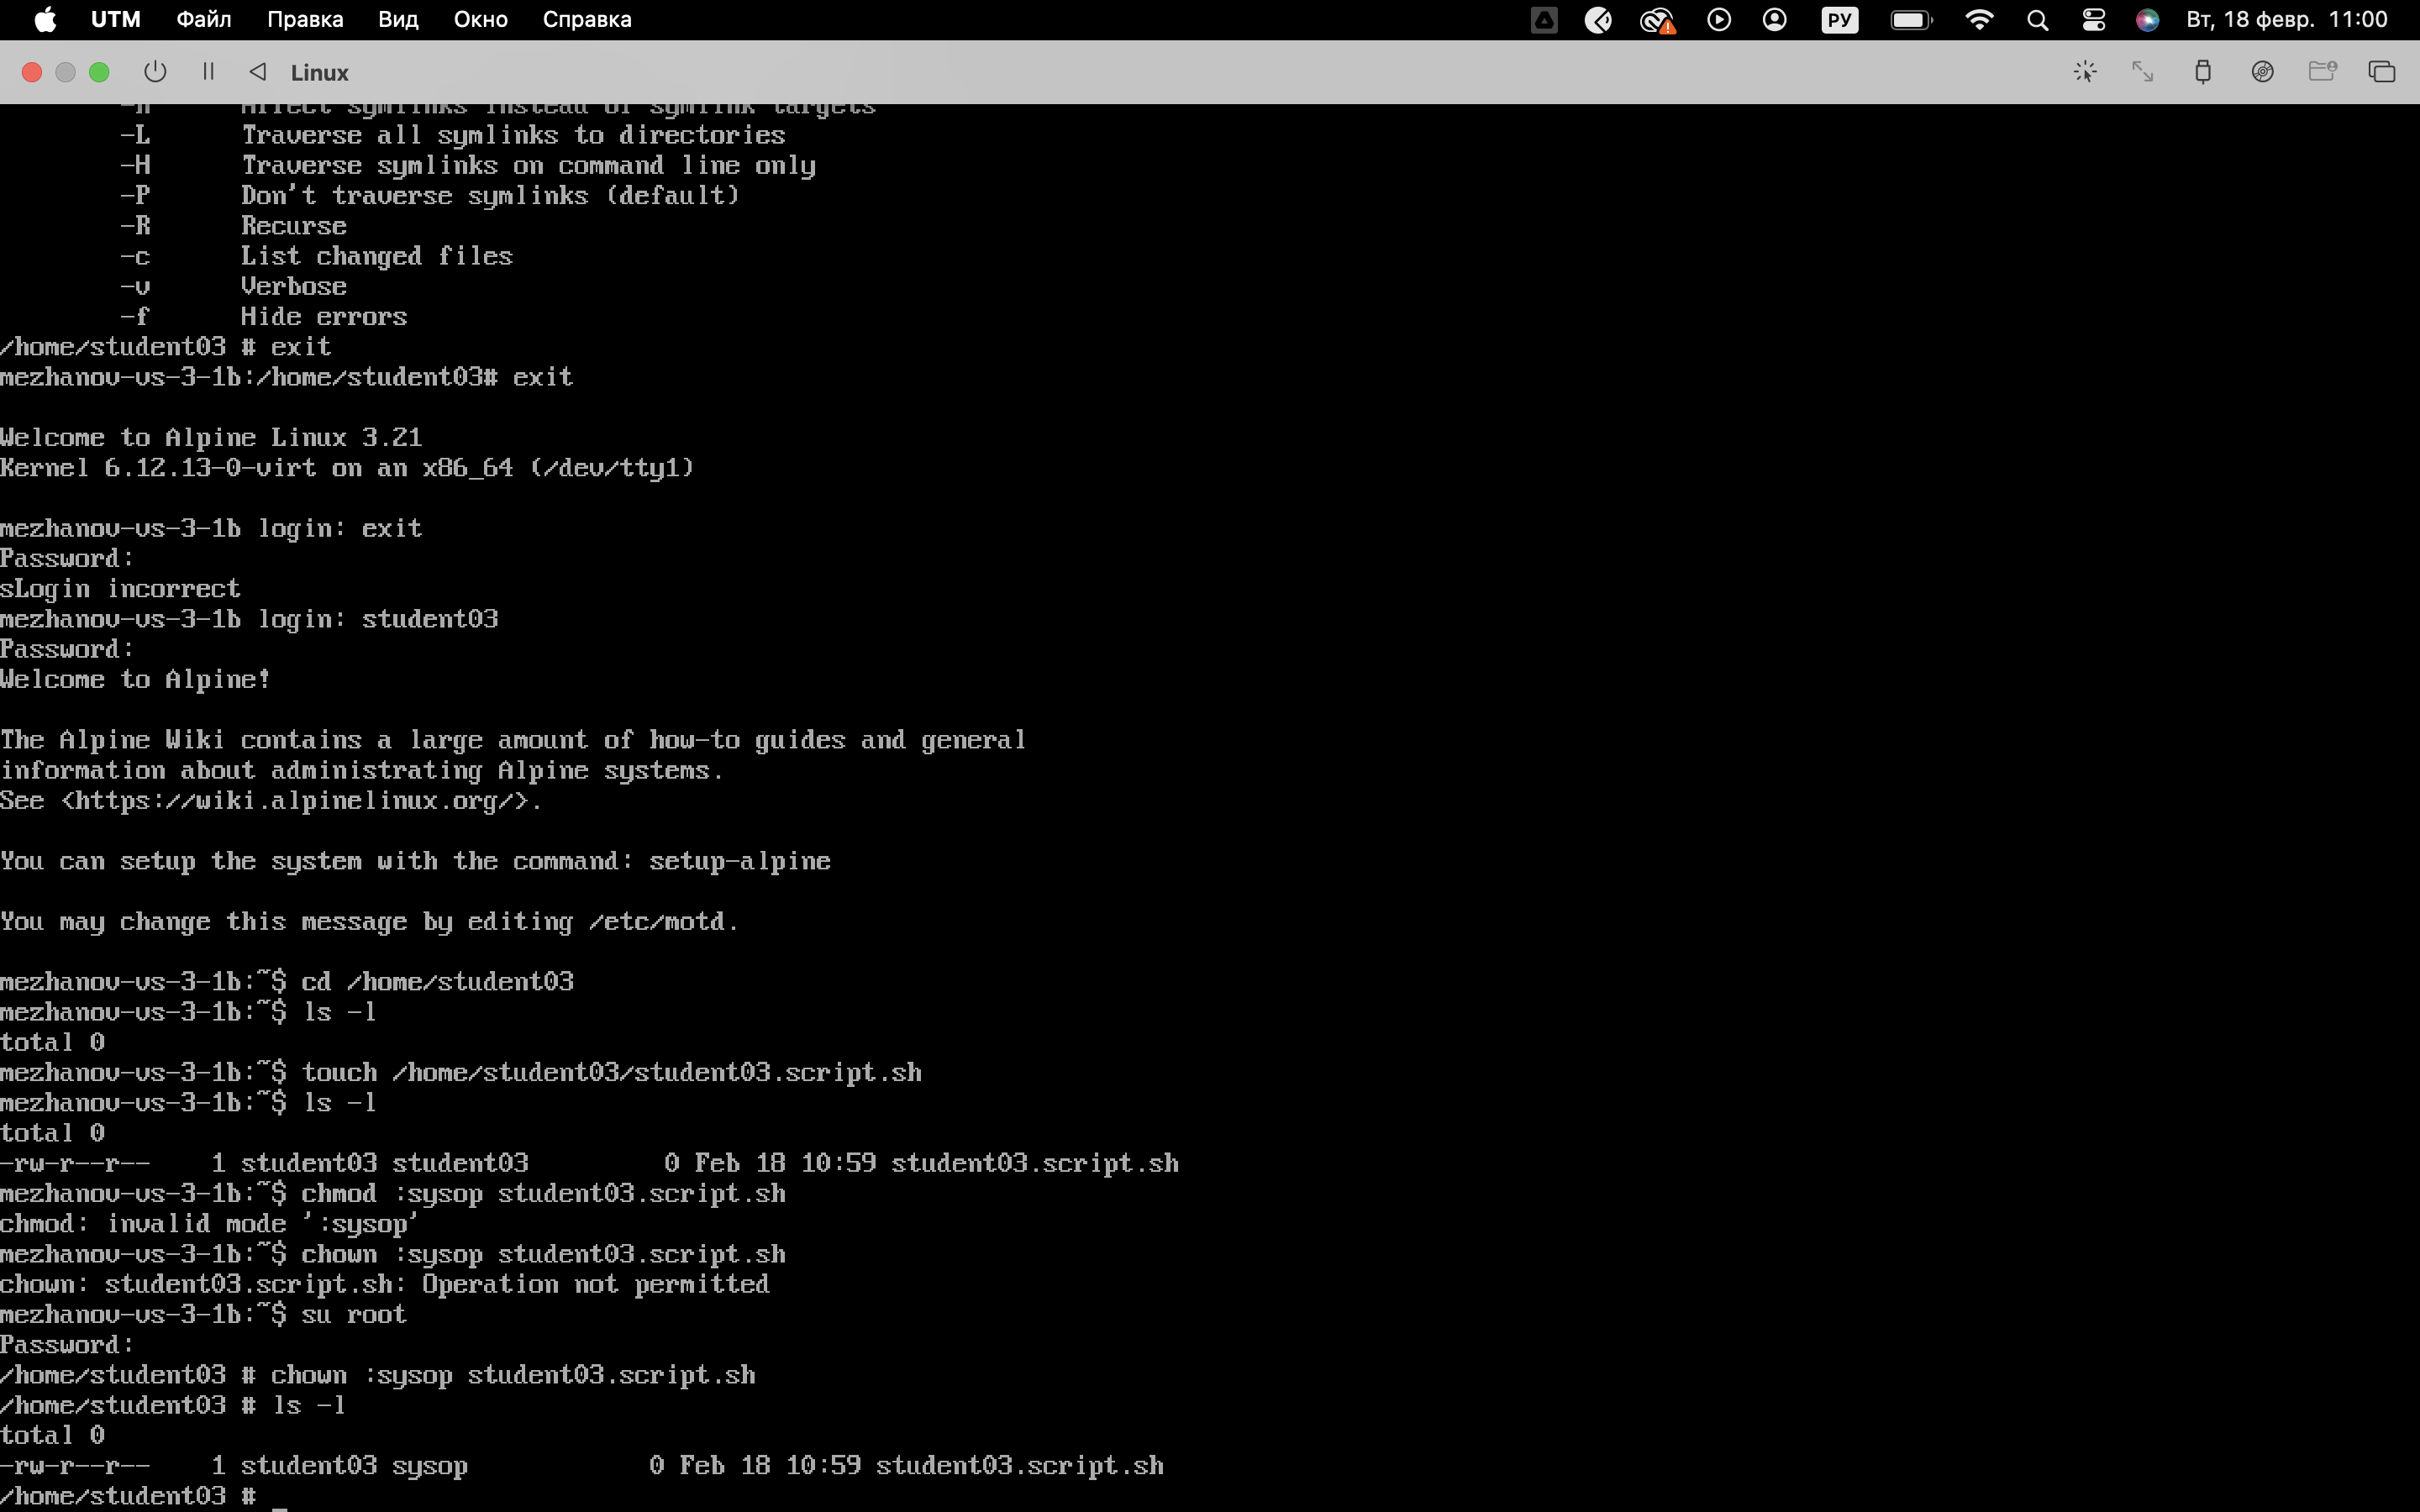 UTM Файл Правка Вид Окно Справка РУ Вт, 18 февр. 11:00
Linux
-h Affect symlinks instead of symlink targets
-L Traverse all symlinks to directories
-H Traverse symlinks on command line only
-P Don't traverse symlinks (default)
-R Recurse
-c List changed files
-v Verbose
-f Hide errors
/home/student03 # exit
mezhanov-vs-3-1b:/home/student03# exit
Welcome to Alpine Linux 3.21
Kernel 6.12.13-0-virt on an x86_64 (/dev/tty1)
mezhanov-vs-3-1b login: exit
Password:
sLogin incorrect
mezhanov-vs-3-1b login: student03
Password:
Welcome to Alpine!
The Alpine Wiki contains a large amount of how-to guides and general
information about administrating Alpine systems.
See <https://wiki.alpinelinux.org/>.
You can setup the system with the command: setup-alpine
You may change this message by editing /etc/motd.
mezhanov-vs-3-1b:~$ cd /home/student03
mezhanov-vs-3-1b:~$ ls -l
total 0
mezhanov-vs-3-1b:~$ touch /home/student03/student03.script.sh
mezhanov-vs-3-1b:~$ ls -l
total 0
-rw-r--r-- 1 student03 student03 0 Feb 18 10:59 student03.script.sh
mezhanov-vs-3-1b:~$ chmod :sysop student03.script.sh
chmod: invalid mode ':sysop'
mezhanov-vs-3-1b:~$ chown :sysop student03.script.sh
chown: student03.script.sh: Operation not permitted
mezhanov-vs-3-1b:~$ su root
Password:
/home/student03 # chown :sysop student03.script.sh
/home/student03 # ls -l
total 0
-rw-r--r-- 1 student03 sysop 0 Feb 18 10:59 student03.script.sh
/home/student03 # _